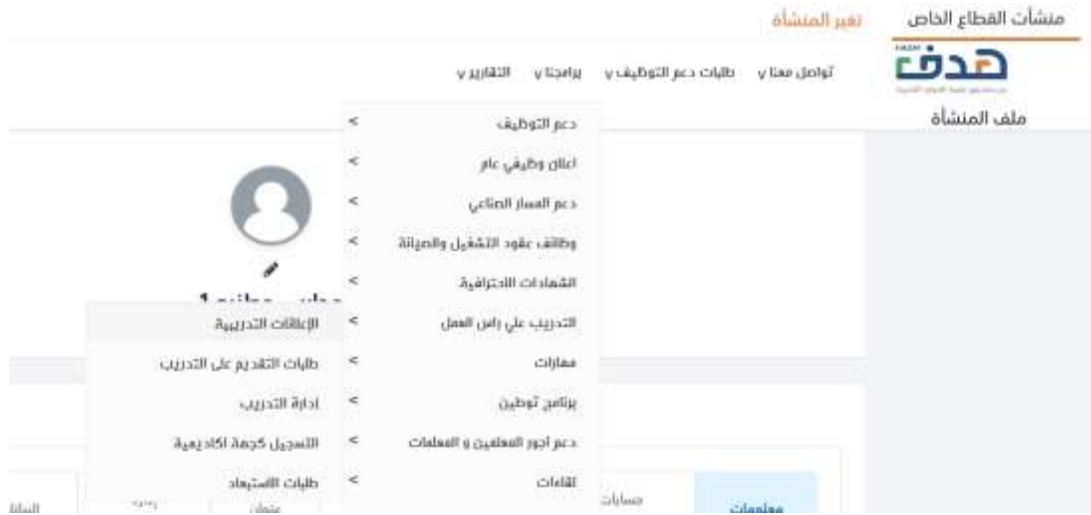 منشآت القطاع الخاص
تغير المنشأة
HADAF
هدف
تواصل معنا v
طلبات دعم التوظيف v
برامجنا v
التقارير v
ملف المنشأة
دعم التوظيف
اعلان وظيفي عام
دعم المسار الصناعي
وظائف عقود التشغيل والصيانة
الشهادات الاحترافية
التدريب على راس العمل
مهارات
برنامج توطين
دعم أجور المعلمين و المعلمات
لقاءات
الإعلانات التدريبية
طلبات التقديم على التدريب
إدارة التدريب
التسجيل كجهة اكاديمية
طلبات الاستبعاد
معلومات
حسابات
عنوان